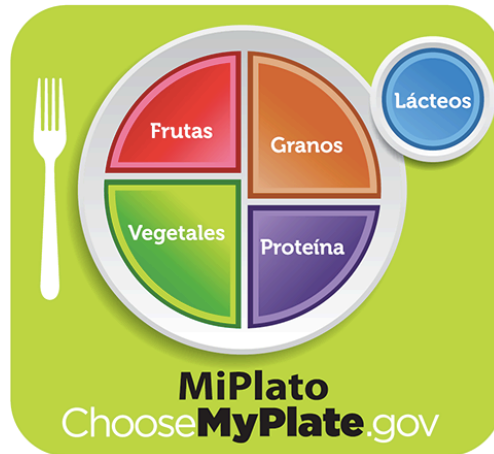 Frutas
Granos
Lácteos
Vegetales
Proteína
MiPlato
ChooseMyPlate.gov